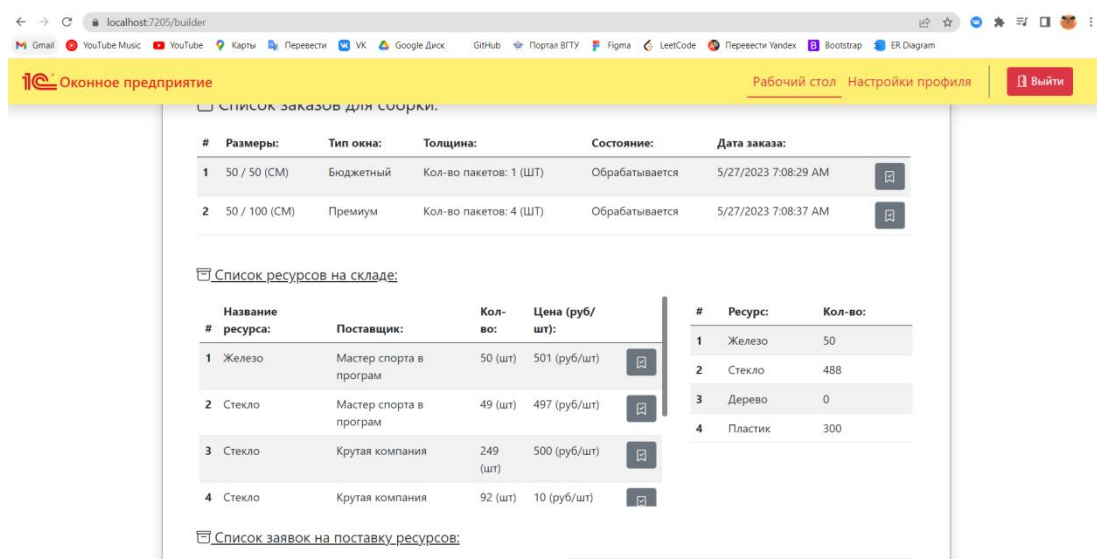 localhost:7205/builder
Gmail YouTube Music YouTube Карты Перевести VK Google Диск GitHub Портал ВГТУ Figma LeetCode Перевести Yandex Bootstrap ER Diagram
1С Оконное предприятие Рабочий стол Настройки профиля Выйти
Список заказов для сборки:
# Размеры: Тип окна: Толщина: Состояние: Дата заказа:
1 50 / 50 (СМ) Бюджетный Кол-во пакетов: 1 (ШТ) Обрабатывается 5/27/2023 7:08:29 AM
2 50 / 100 (СМ) Премиум Кол-во пакетов: 4 (ШТ) Обрабатывается 5/27/2023 7:08:37 AM
Список ресурсов на складе:
Название Кол- Цена (руб/
# ресурса: Поставщик: во: шт):
1 Железо Мастер спорта в 50 (шт) 501 (руб/шт)
програм
2 Стекло Мастер спорта в 49 (шт) 497 (руб/шт)
програм
3 Стекло Крутая компания 249 500 (руб/шт)
(шт)
4 Стекло Крутая компания 92 (шт) 10 (руб/шт)
# Ресурс: Кол-во:
1 Железо 50
2 Стекло 488
3 Дерево 0
4 Пластик 300
Список заявок на поставку ресурсов: